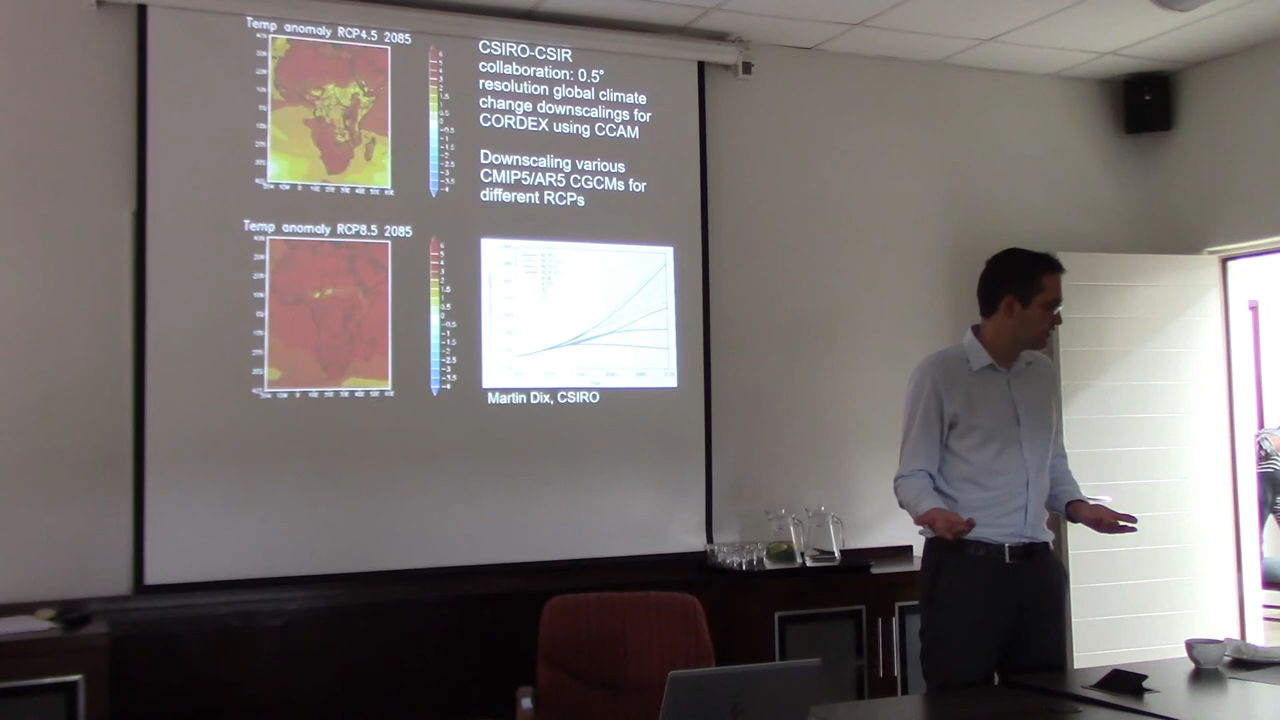 Temp anomaly RCP4.5 2085
CSIRO-CSIR
collaboration: 0.5°
resolution global climate
change downscalings for
CORDEX using CCAM
Downscaling various
CMIP5/AR5 CGCMs for
different RCPs
Temp anomaly RCP8.5 2085
Martin Dix, CSIRO